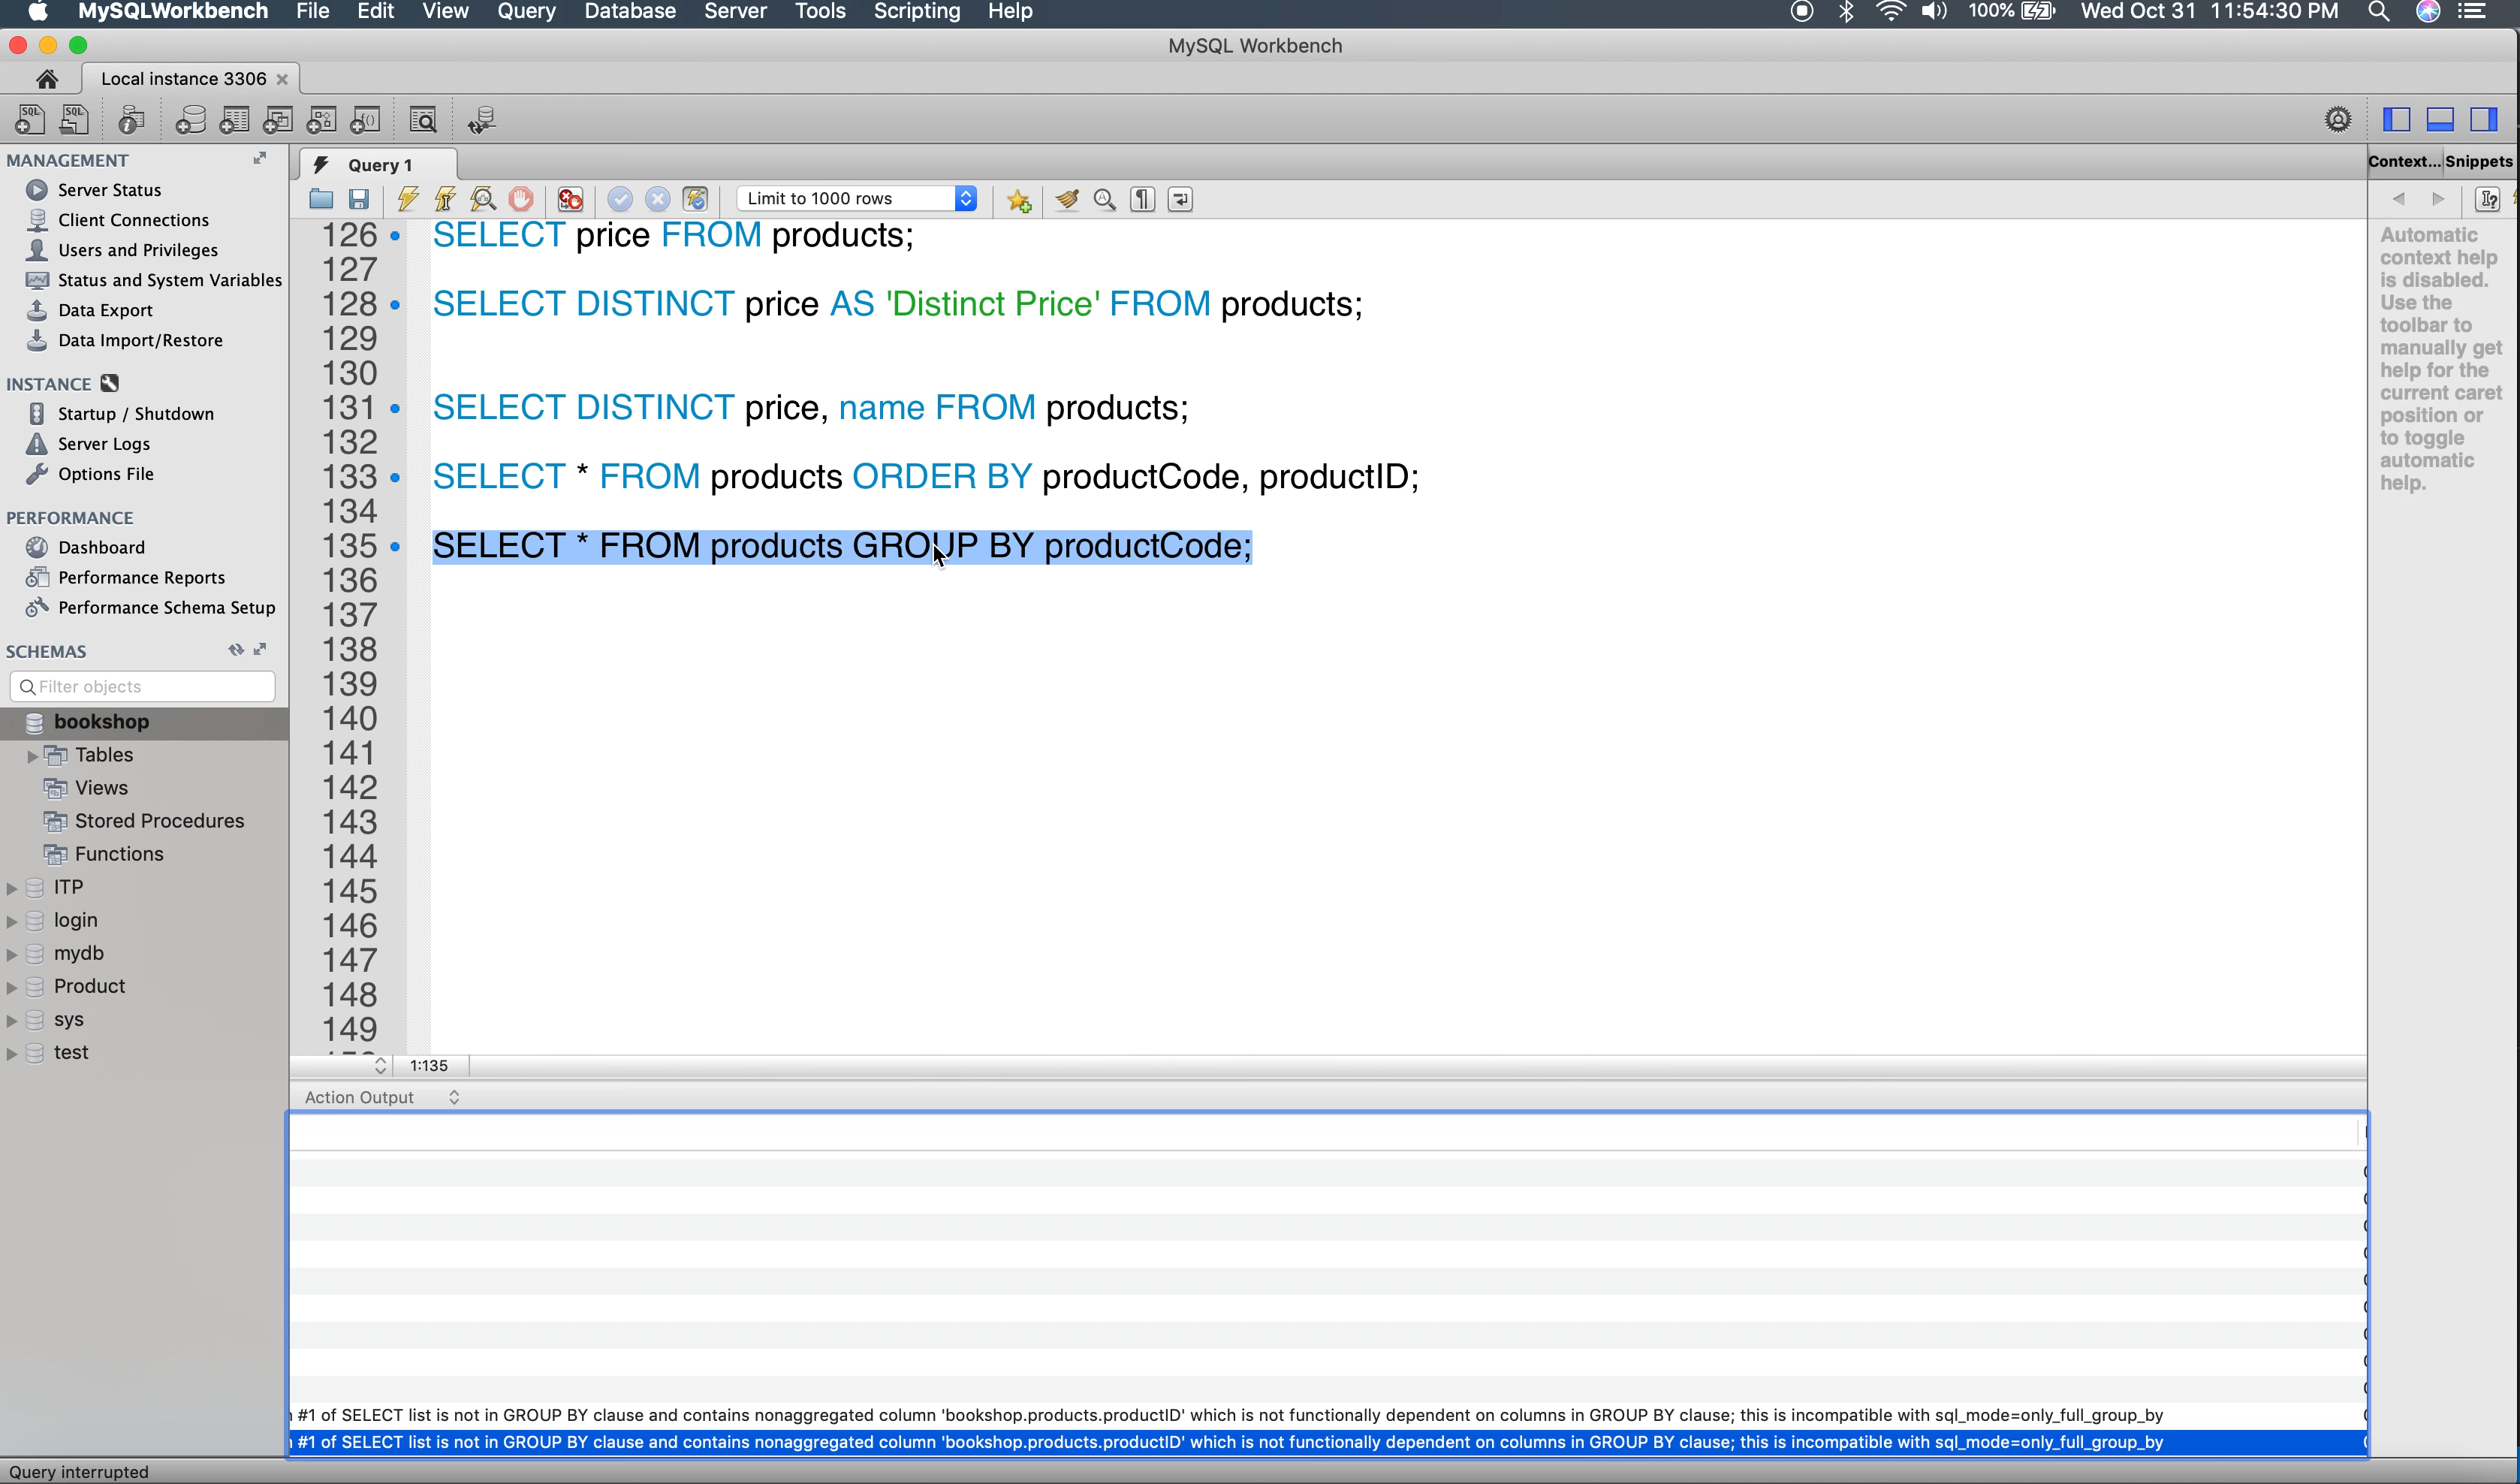 MySQLWorkbench File Edit View Query Database Server Tools Scripting Help 100% Wed Oct 31 11:54:30 PM
MySQL Workbench
Local instance 3306
MANAGEMENT
Server Status
Client Connections
Users and Privileges
Status and System Variables
Data Export
Data Import/Restore
INSTANCE
Startup / Shutdown
Server Logs
Options File
PERFORMANCE
Dashboard
Performance Reports
Performance Schema Setup
SCHEMAS
Filter objects
bookshop
Tables
Views
Stored Procedures
Functions
ITP
login
mydb
Product
sys
test
Query 1
Limit to 1000 rows
126 SELECT price FROM products;
127
128 SELECT DISTINCT price AS 'Distinct Price' FROM products;
129
130
131 SELECT DISTINCT price, name FROM products;
132
133 SELECT * FROM products ORDER BY productCode, productID;
134
135 SELECT * FROM products GROUP BY productCode;
136
137
138
139
140
141
142
143
144
145
146
147
148
149
1:135
Action Output
#1 of SELECT list is not in GROUP BY clause and contains nonaggregated column 'bookshop.products.productID' which is not functionally dependent on columns in GROUP BY clause; this is incompatible with sql_mode=only_full_group_by
#1 of SELECT list is not in GROUP BY clause and contains nonaggregated column 'bookshop.products.productID' which is not functionally dependent on columns in GROUP BY clause; this is incompatible with sql_mode=only_full_group_by
Context... Snippets
Automatic
context help
is disabled.
Use the
toolbar to
manually get
help for the
current caret
position or
to toggle
automatic
help.
Query interrupted